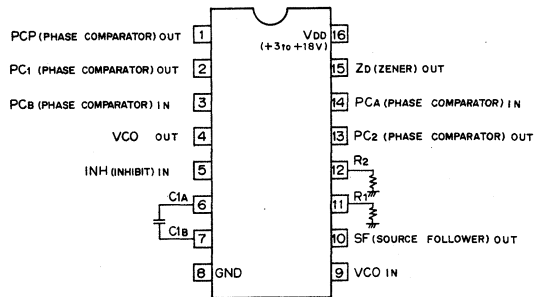 PCP (PHASE COMPARATOR) OUT 1
PC1 (PHASE COMPARATOR) OUT 2
PCB (PHASE COMPARATOR) IN 3
VCO OUT 4
INH (INHIBIT) IN 5
C1A 6
C1B 7
8 GND
VDD 16
(+3 TO +18V)
15 ZD (ZENER) OUT
14 PCA (PHASE COMPARATOR) IN
13 PC2 (PHASE COMPARATOR) OUT
12 R2
11 R1
10 SF (SOURCE FOLLOWER) OUT
9 VCO IN